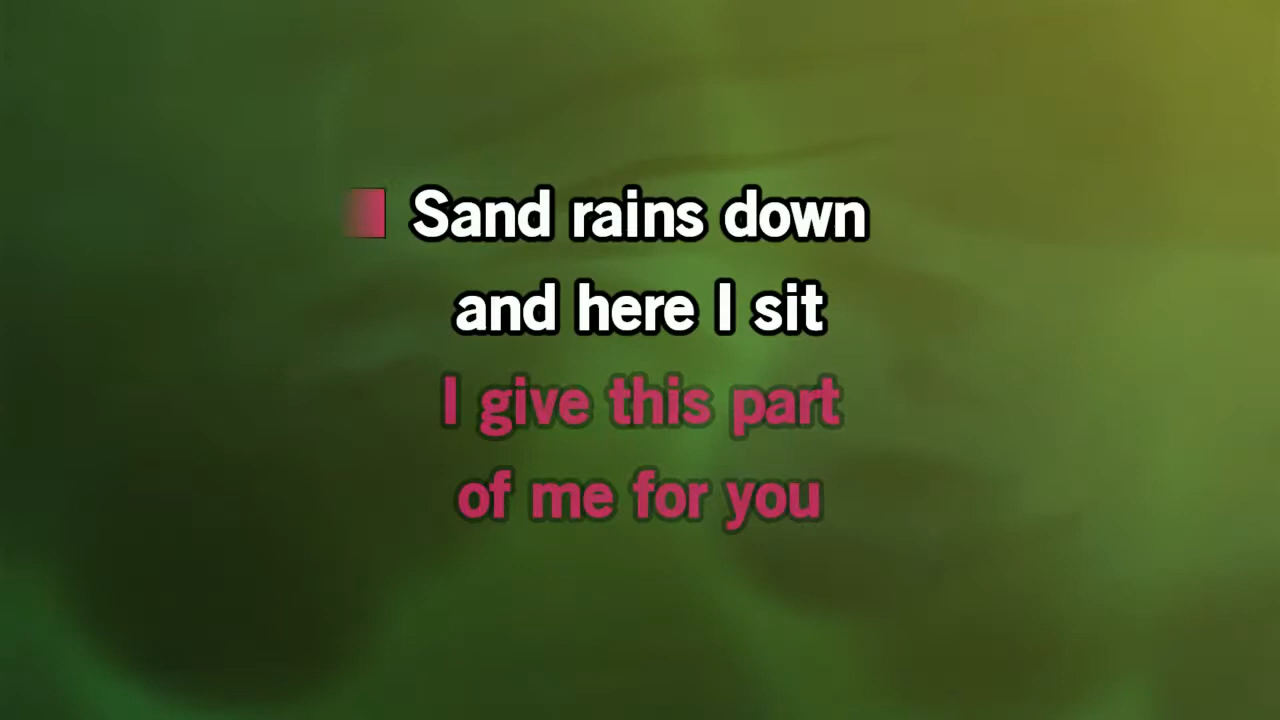 Sand rains down
and here I sit
I give this part
of me for you